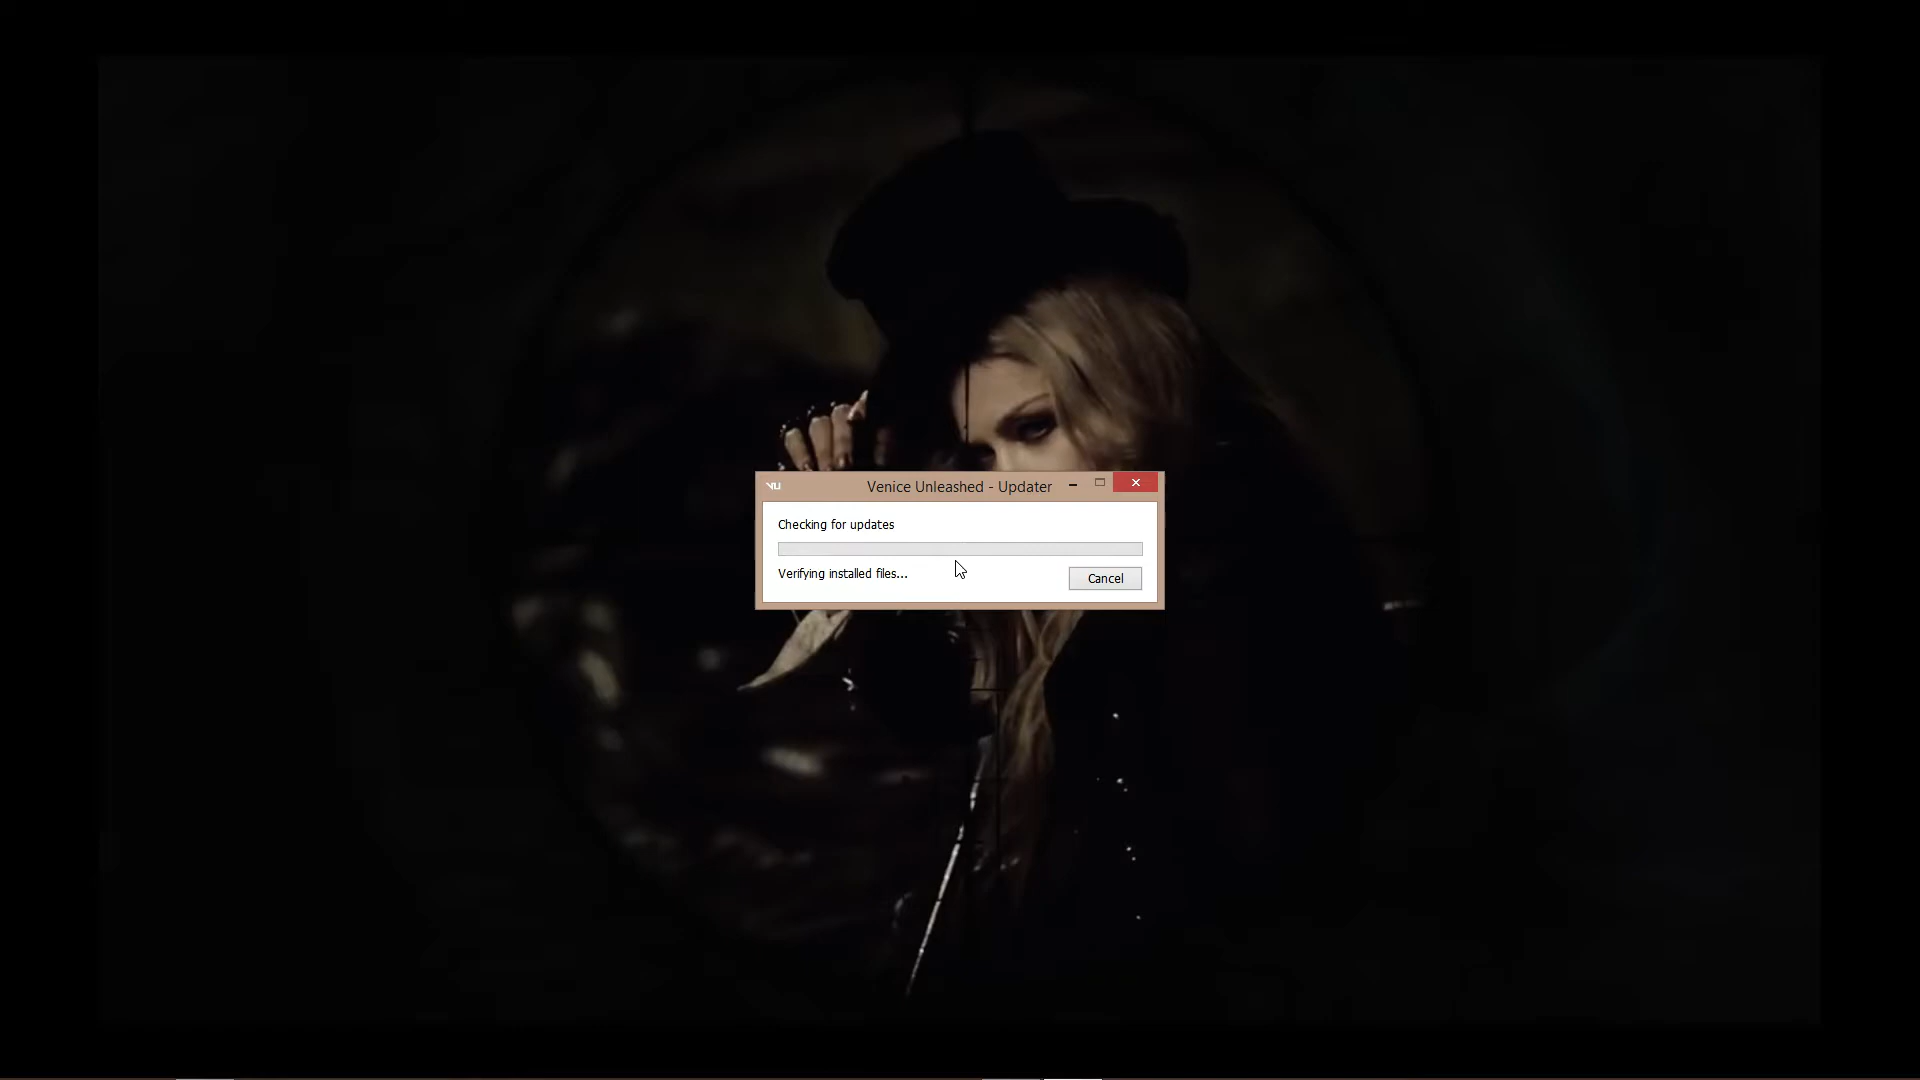 VU
Venice Unleashed - Updater
Checking for updates
Verifying installed files...
Cancel